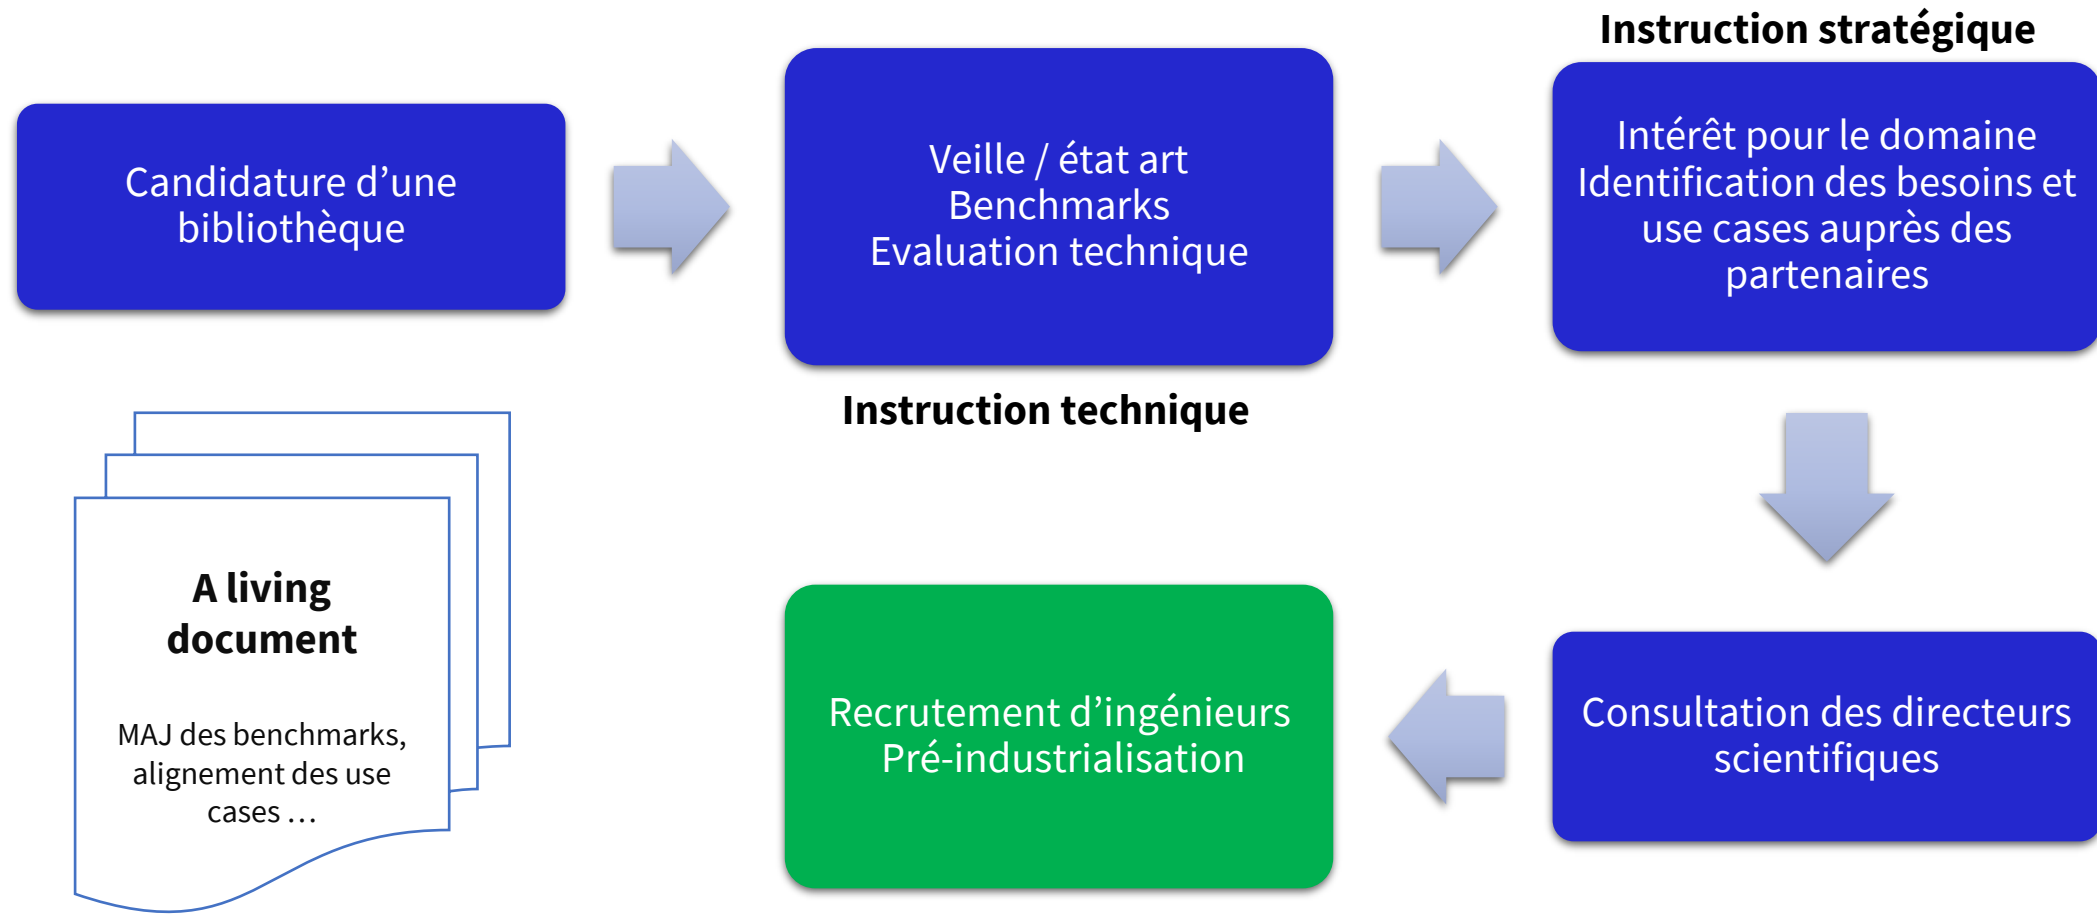 Instruction stratégique
Candidature d’une
bibliothèque
Veille / état art
Benchmarks
Evaluation technique
Intérêt pour le domaine
Identification des besoins et
use cases auprès des
partenaires
Instruction technique
A living
document
MAJ des benchmarks,
alignement des use
cases …
Recrutement d’ingénieurs
Pré-industrialisation
Consultation des directeurs
scientifiques